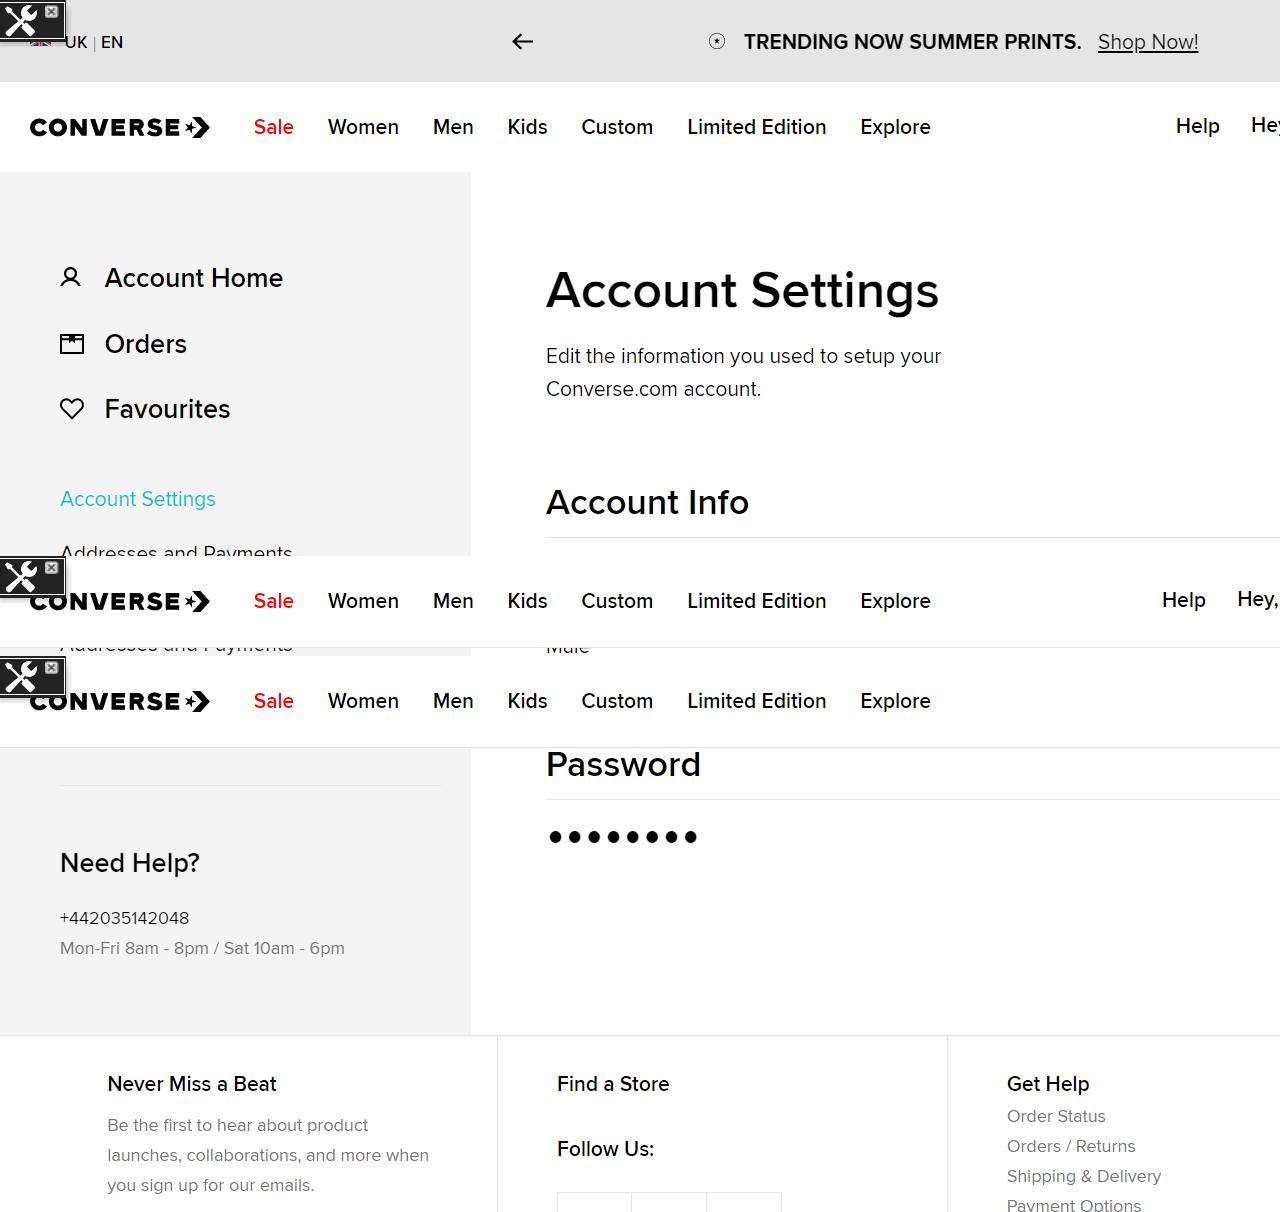 UK | EN
TRENDING NOW SUMMER PRINTS. Shop Now!
CONVERSE Sale Women Men Kids Custom Limited Edition Explore Help Hey
Account Home
Orders
Favourites
Account Settings
Addresses and Payments
Account Settings
Edit the information you used to setup your
Converse.com account.
Account Info
CONVERSE Sale Women Men Kids Custom Limited Edition Explore Help Hey,
Addresses and Payments
Male
CONVERSE Sale Women Men Kids Custom Limited Edition Explore
Password
Need Help?
+442035142048
Mon-Fri 8am - 8pm / Sat 10am - 6pm
Never Miss a Beat
Be the first to hear about product
launches, collaborations, and more when
you sign up for our emails.
Find a Store
Follow Us:
Get Help
Order Status
Orders / Returns
Shipping & Delivery
Payment Options